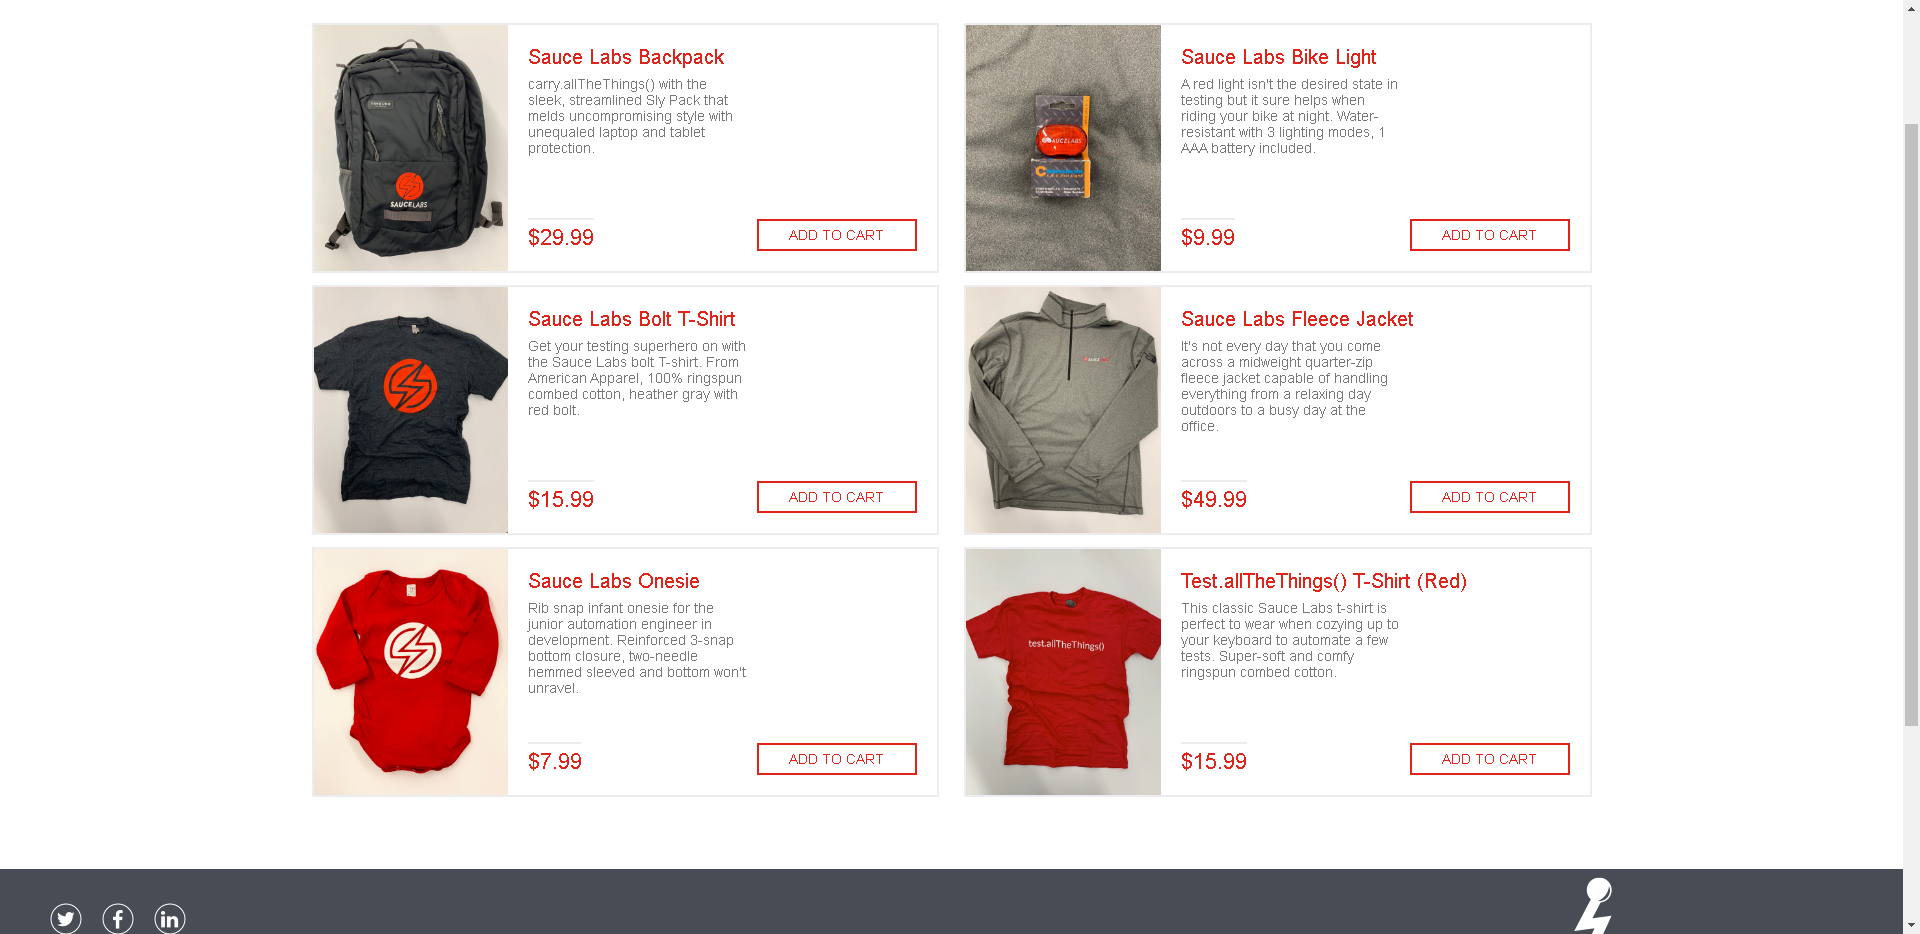 Sauce Labs Backpack
carry.allTheThings() with the
sleek, streamlined Sly Pack that
melds uncompromising style with
unequaled laptop and tablet
protection.
$29.99
ADD TO CART
SAUCELABS
Sauce Labs Bike Light
A red light isn't the desired state in
testing but it sure helps when
riding your bike at night. Water-
resistant with 3 lighting modes, 1
AAA battery included.
$9.99
ADD TO CART
SAUCELABS
Sauce Labs Bolt T-Shirt
Get your testing superhero on with
the Sauce Labs bolt T-shirt. From
American Apparel, 100% ringspun
combed cotton, heather gray with
red bolt.
$15.99
ADD TO CART
Sauce Labs Fleece Jacket
It's not every day that you come
across a midweight quarter-zip
fleece jacket capable of handling
everything from a relaxing day
outdoors to a busy day at the
office.
$49.99
ADD TO CART
Sauce Labs Onesie
Rib snap infant onesie for the
junior automation engineer in
development. Reinforced 3-snap
bottom closure, two-needle
hemmed sleeved and bottom won't
unravel.
$7.99
ADD TO CART
test.allTheThings()
Test.allTheThings() T-Shirt (Red)
This classic Sauce Labs t-shirt is
perfect to wear when cozying up to
your keyboard to automate a few
tests. Super-soft and comfy
ringspun combed cotton.
$15.99
ADD TO CART